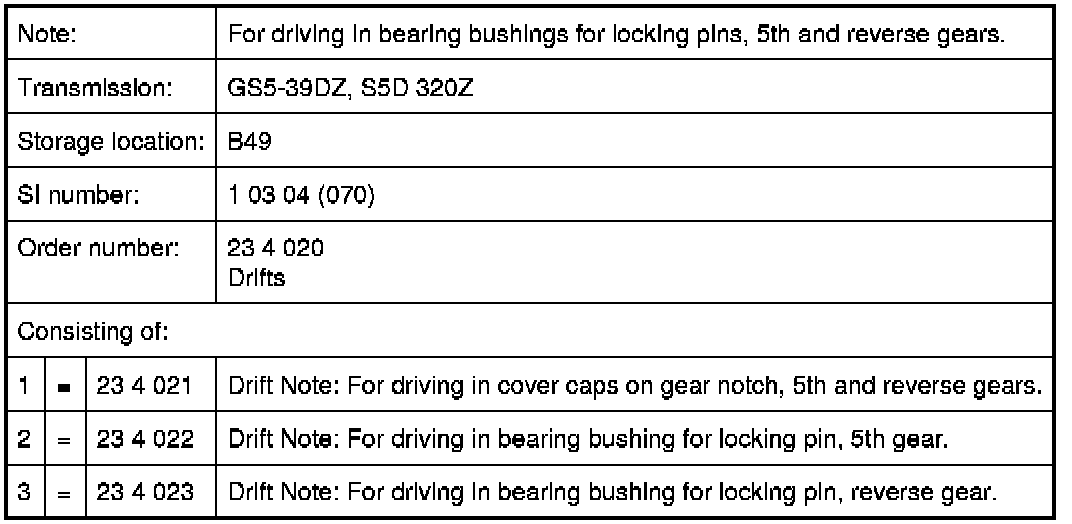 Note: For driving in bearing bushings for locking pins, 5th and reverse gears.
Transmission: GS5-39DZ, S5D 320Z
Storage location: B49
SI number: 1 03 04 (070)
Order number: 23 4 020
Drifts
Consisting of:
1 = 23 4 021 Drift Note: For driving in cover caps on gear notch, 5th and reverse gears.
2 = 23 4 022 Drift Note: For driving in bearing bushing for locking pin, 5th gear.
3 = 23 4 023 Drift Note: For driving in bearing bushing for locking pin, reverse gear.